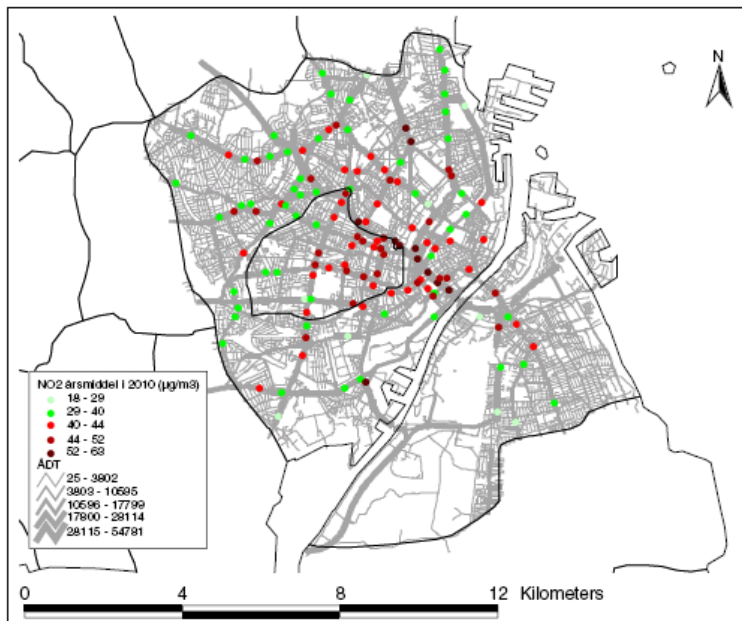 N
NO2 årsmiddel i 2010 (µg/m3)
18 - 29
29 - 40
40 - 44
44 - 52
52 - 63
ÅDT
25 - 3802
3803 - 10595
10596 - 17799
17800 - 28114
28115 - 54781
0 4 8 12 Kilometers